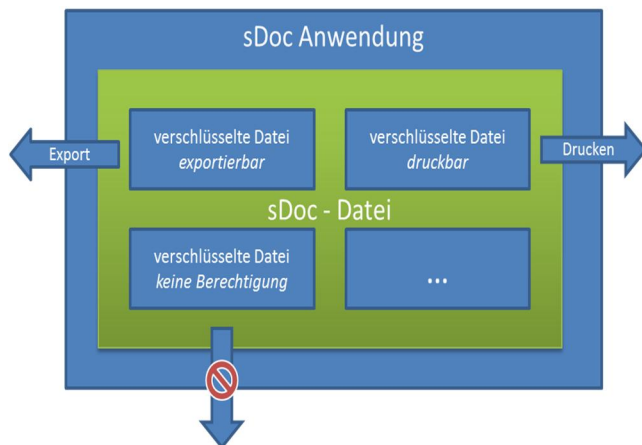 sDoc Anwendung
verschlüsselte Datei
exportierbar
verschlüsselte Datei
druckbar
Export
Drucken
sDoc - Datei
verschlüsselte Datei
keine Berechtigung
...